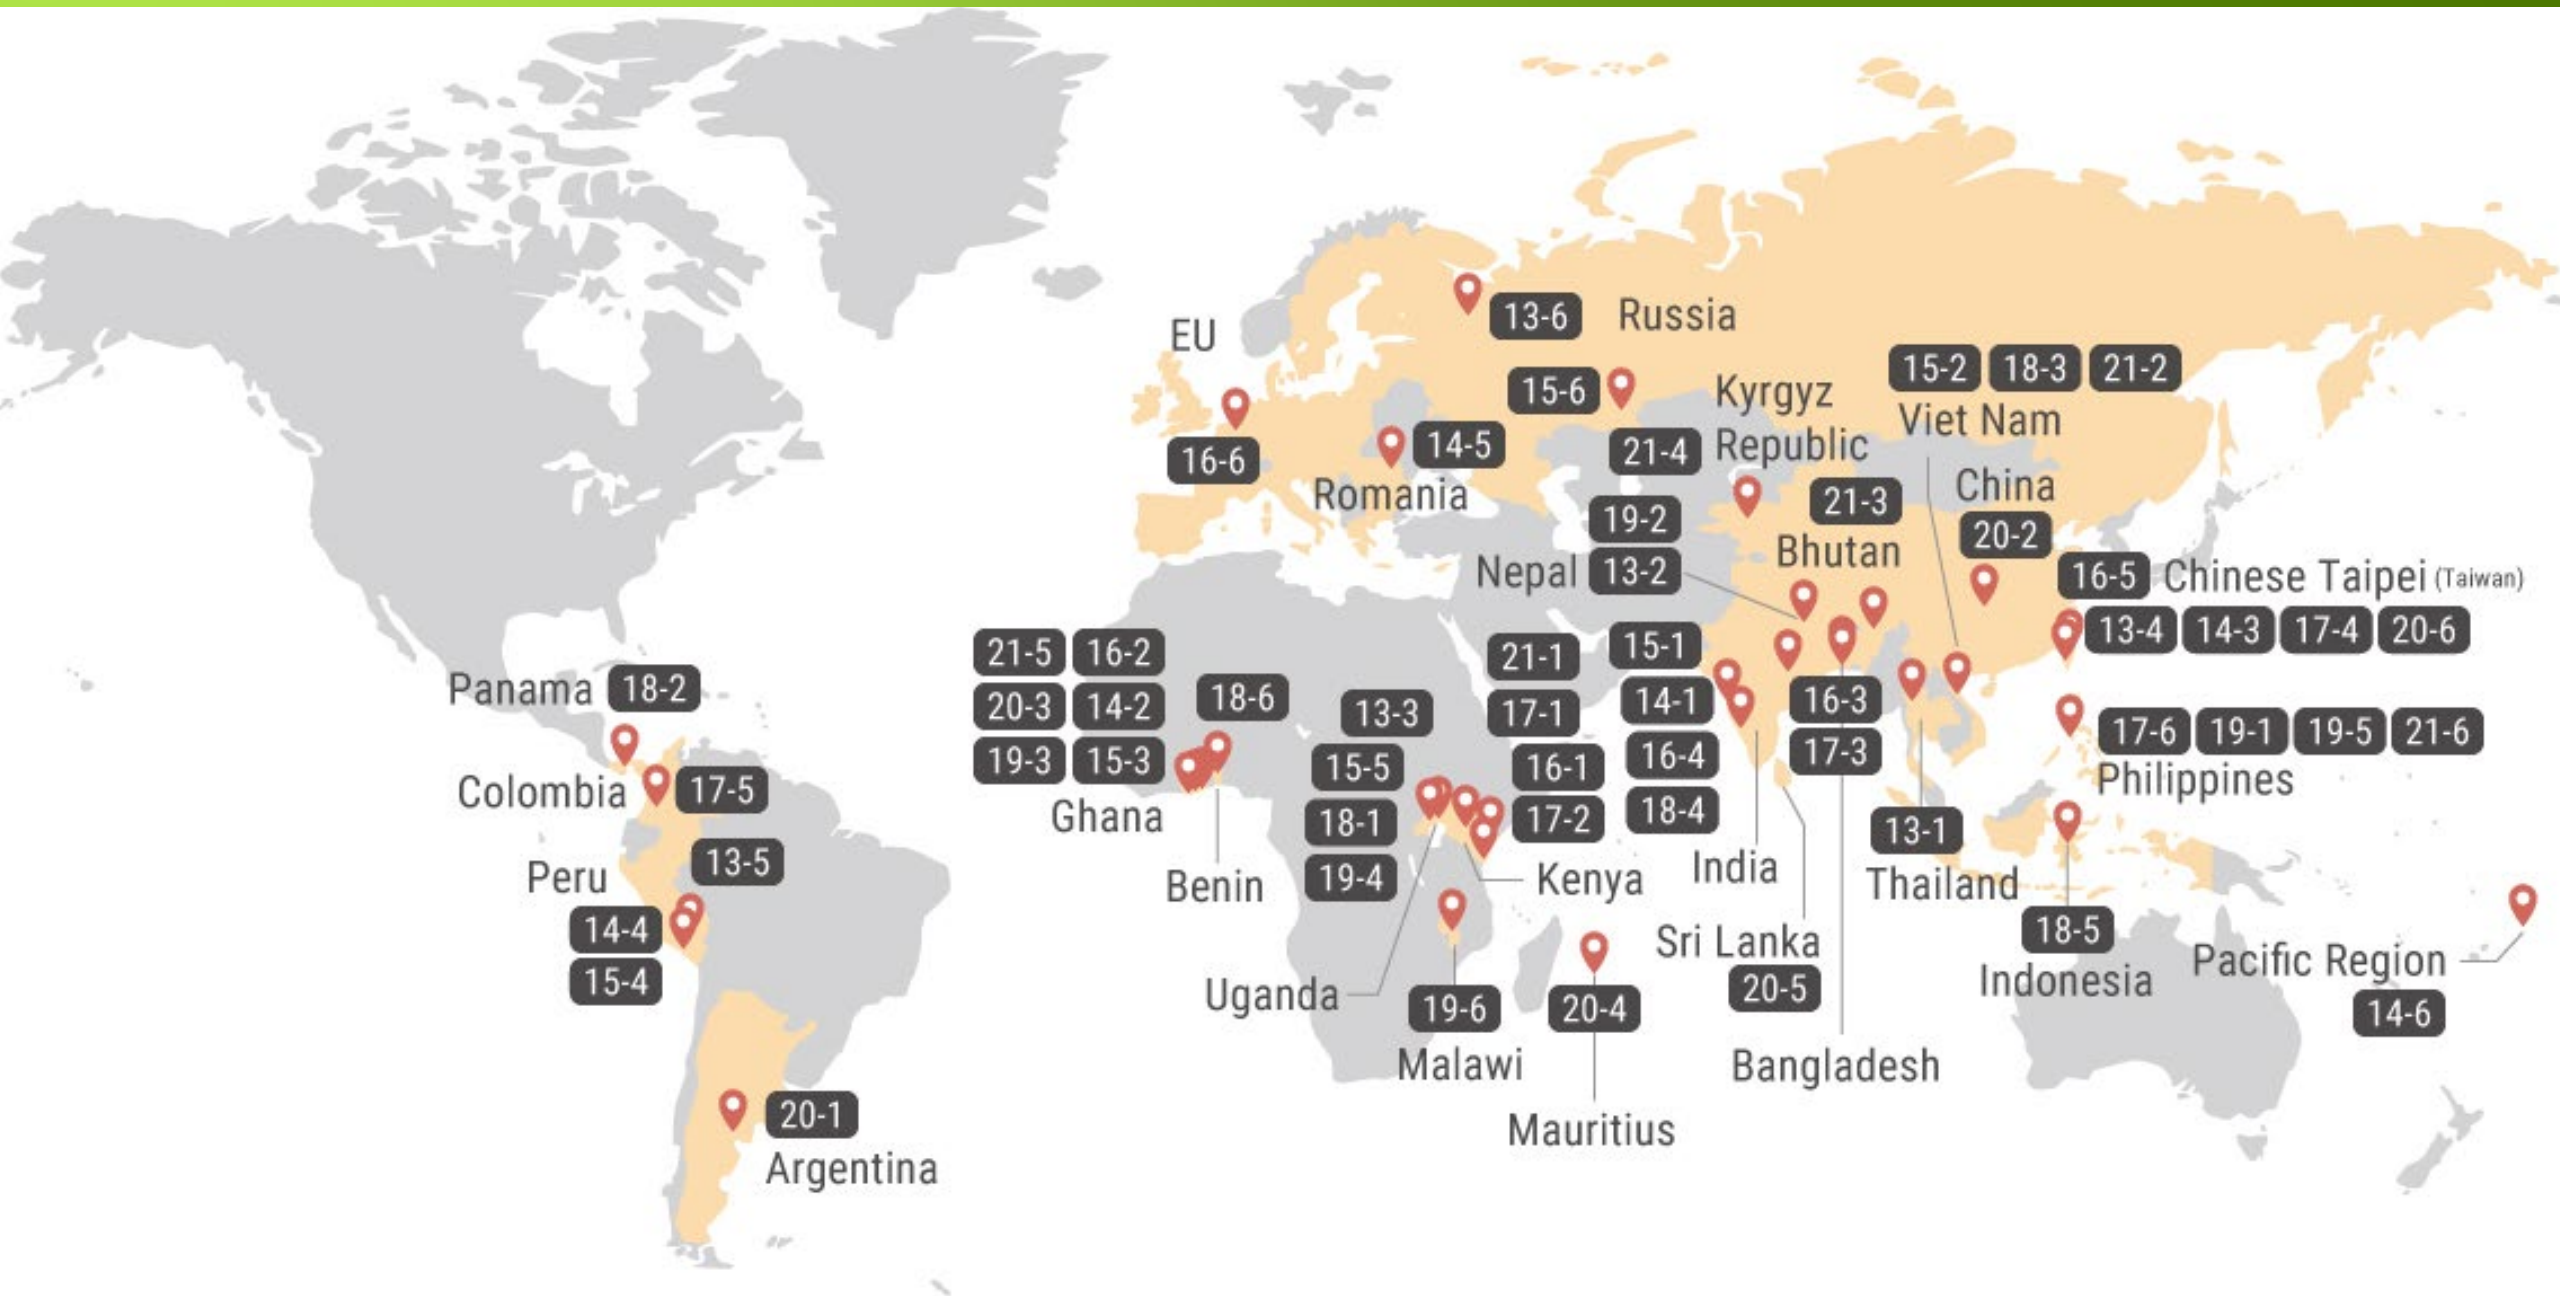 13-6 Russia
EU
15-6
Kyrgyz
Republic
21-4
15-2 18-3 21-2
Viet Nam
16-6
14-5
Romania
China
20-2
21-3
Bhutan
19-2
Nepal 13-2
16-5 Chinese Taipei (Taiwan)
13-4 14-3 17-4 20-6
21-5 16-2
20-3 14-2
19-3 15-3
Ghana
18-6
Benin
13-3
15-5
18-1
19-4
Uganda
21-1
17-1
16-1
17-2
Kenya
15-1
14-1
16-4
18-4
India
16-3
17-3
Bangladesh
17-6 19-1 19-5 21-6
Philippines
Panama 18-2
Colombia 17-5
13-5
Peru
14-4
15-4
13-1
Thailand
Sri Lanka
20-5
18-5
Indonesia
Pacific Region
14-6
19-6
Malawi
20-4
Mauritius
20-1
Argentina